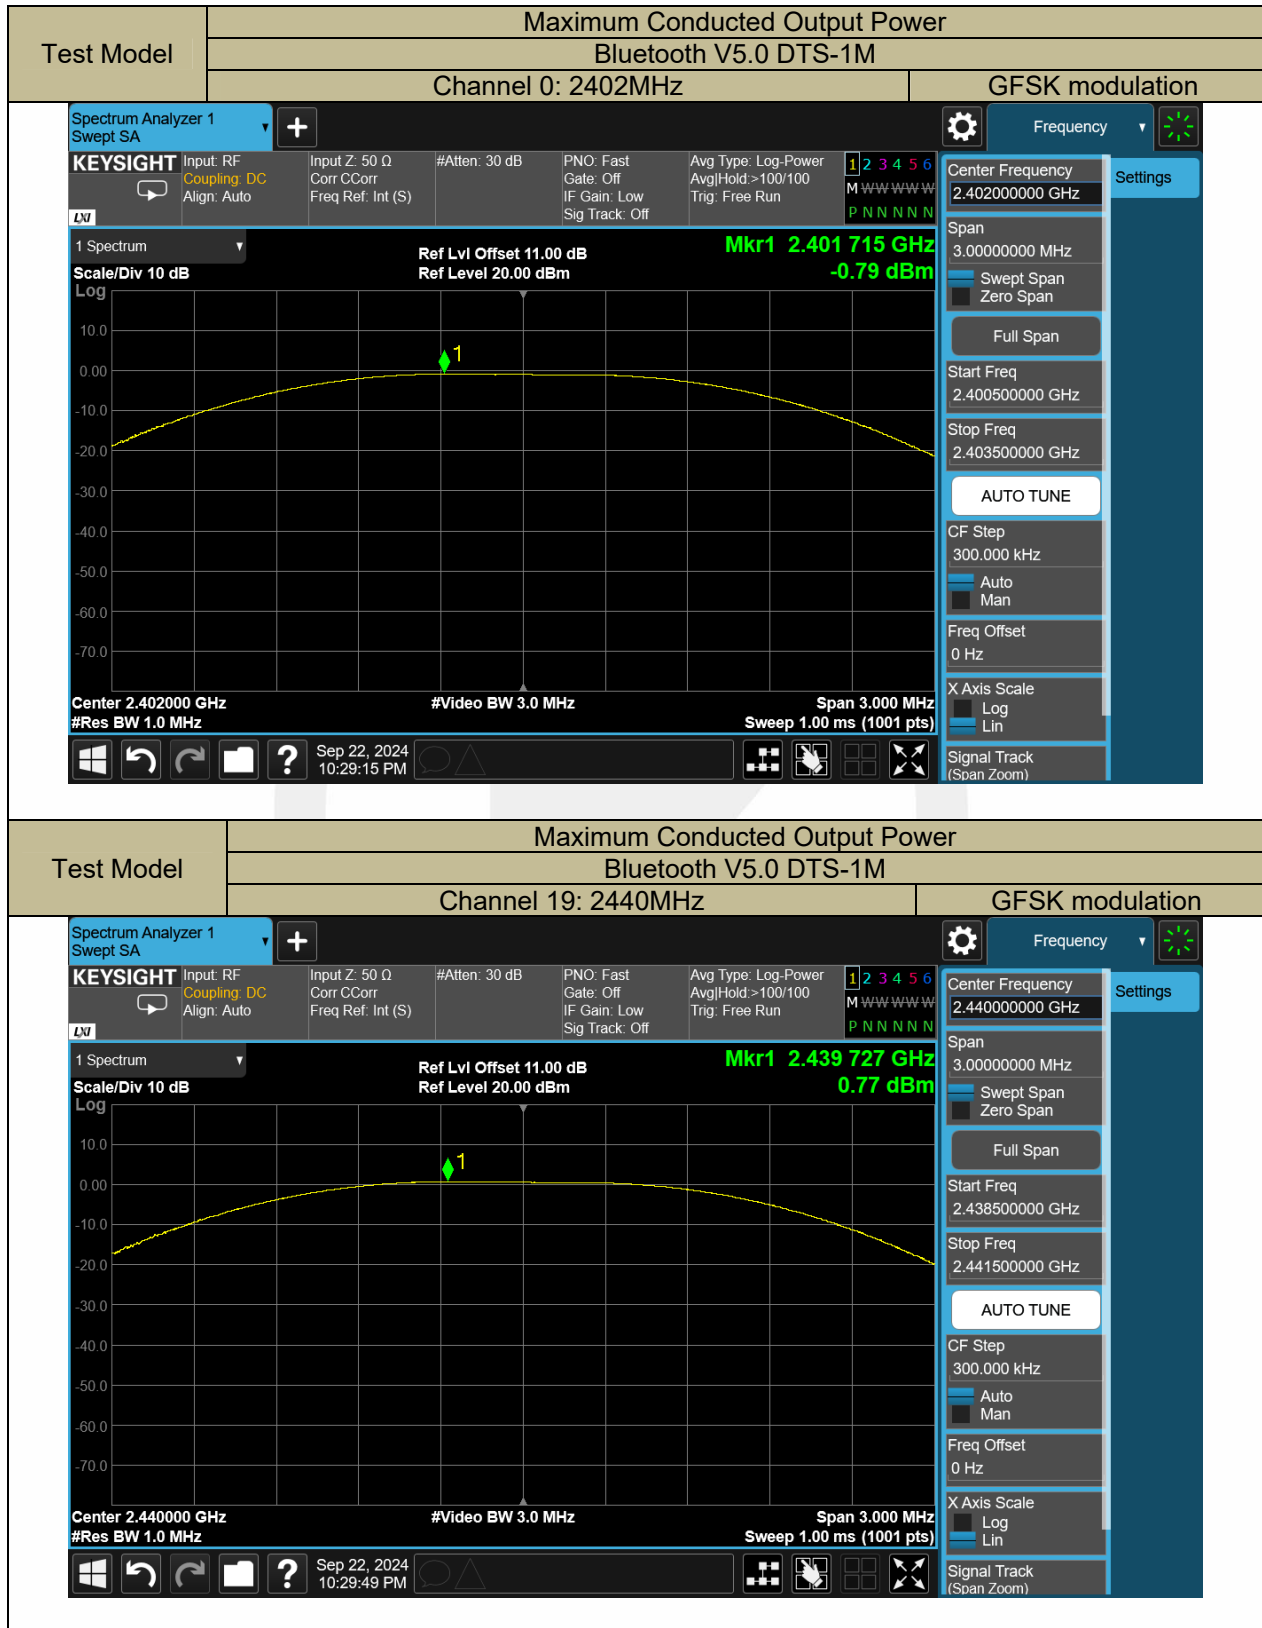 Test Model
Maximum Conducted Output Power
Bluetooth V5.0 DTS-1M
Channel 0: 2402MHz
GFSK modulation
Spectrum Analyzer 1
Swept SA
Frequency
KEYSIGHT
LXI
Input: RF
Coupling: DC
Align: Auto
Input Z: 50 Ω
Corr CCorr
Freq Ref: Int (S)
#Atten: 30 dB
PNO: Fast
Gate: Off
IF Gain: Low
Sig Track: Off
Avg Type: Log-Power
Avg|Hold:>100/100
Trig: Free Run
1 2 3 4 5 6
M W W W W W
P N N N N N
1 Spectrum
Scale/Div 10 dB
Log
Ref Lvl Offset 11.00 dB
Ref Level 20.00 dBm
Mkr1 2.401 715 GHz
-0.79 dBm
1
10.0
0.00
-10.0
-20.0
-30.0
-40.0
-50.0
-60.0
-70.0
Center 2.402000 GHz
#Res BW 1.0 MHz
#Video BW 3.0 MHz
Span 3.000 MHz
Sweep 1.00 ms (1001 pts)
?
Sep 22, 2024
10:29:15 PM
Center Frequency
2.402000000 GHz
Span
3.00000000 MHz
Swept Span
Zero Span
Full Span
Start Freq
2.400500000 GHz
Stop Freq
2.403500000 GHz
AUTO TUNE
CF Step
300.000 kHz
Auto
Man
Freq Offset
0 Hz
X Axis Scale
Log
Lin
Signal Track
(Span Zoom)
Settings
Test Model
Maximum Conducted Output Power
Bluetooth V5.0 DTS-1M
Channel 19: 2440MHz
GFSK modulation
Spectrum Analyzer 1
Swept SA
Frequency
KEYSIGHT
LXI
Input: RF
Coupling: DC
Align: Auto
Input Z: 50 Ω
Corr CCorr
Freq Ref: Int (S)
#Atten: 30 dB
PNO: Fast
Gate: Off
IF Gain: Low
Sig Track: Off
Avg Type: Log-Power
Avg|Hold:>100/100
Trig: Free Run
1 2 3 4 5 6
M W W W W W
P N N N N N
1 Spectrum
Scale/Div 10 dB
Log
Ref Lvl Offset 11.00 dB
Ref Level 20.00 dBm
Mkr1 2.439 727 GHz
0.77 dBm
1
10.0
0.00
-10.0
-20.0
-30.0
-40.0
-50.0
-60.0
-70.0
Center 2.440000 GHz
#Res BW 1.0 MHz
#Video BW 3.0 MHz
Span 3.000 MHz
Sweep 1.00 ms (1001 pts)
?
Sep 22, 2024
10:29:49 PM
Center Frequency
2.440000000 GHz
Span
3.00000000 MHz
Swept Span
Zero Span
Full Span
Start Freq
2.438500000 GHz
Stop Freq
2.441500000 GHz
AUTO TUNE
CF Step
300.000 kHz
Auto
Man
Freq Offset
0 Hz
X Axis Scale
Log
Lin
Signal Track
(Span Zoom)
Settings